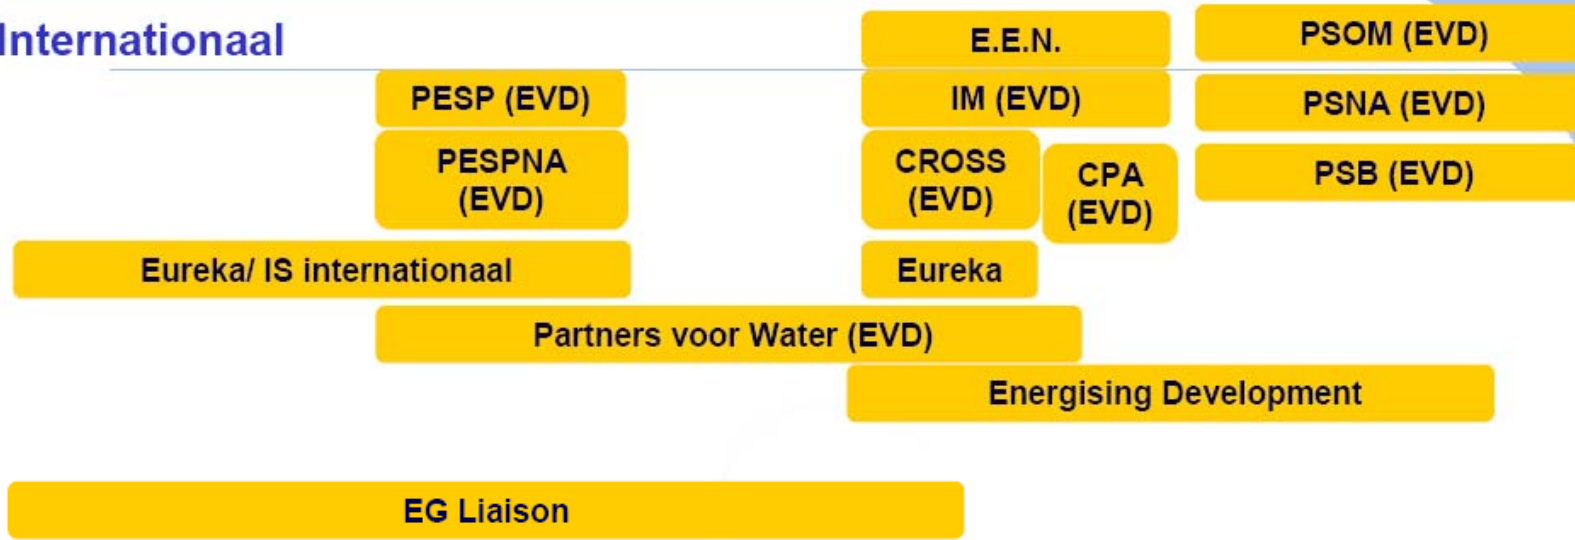 Internationaal
E.E.N.
PSOM (EVD)
PESP (EVD)
IM (EVD)
PSNA (EVD)
PESPNA
(EVD)
CROSS
(EVD)
CPA
(EVD)
PSB (EVD)
Eureka/ IS internationaal
Eureka
Partners voor Water (EVD)
Energising Development
EG Liaison